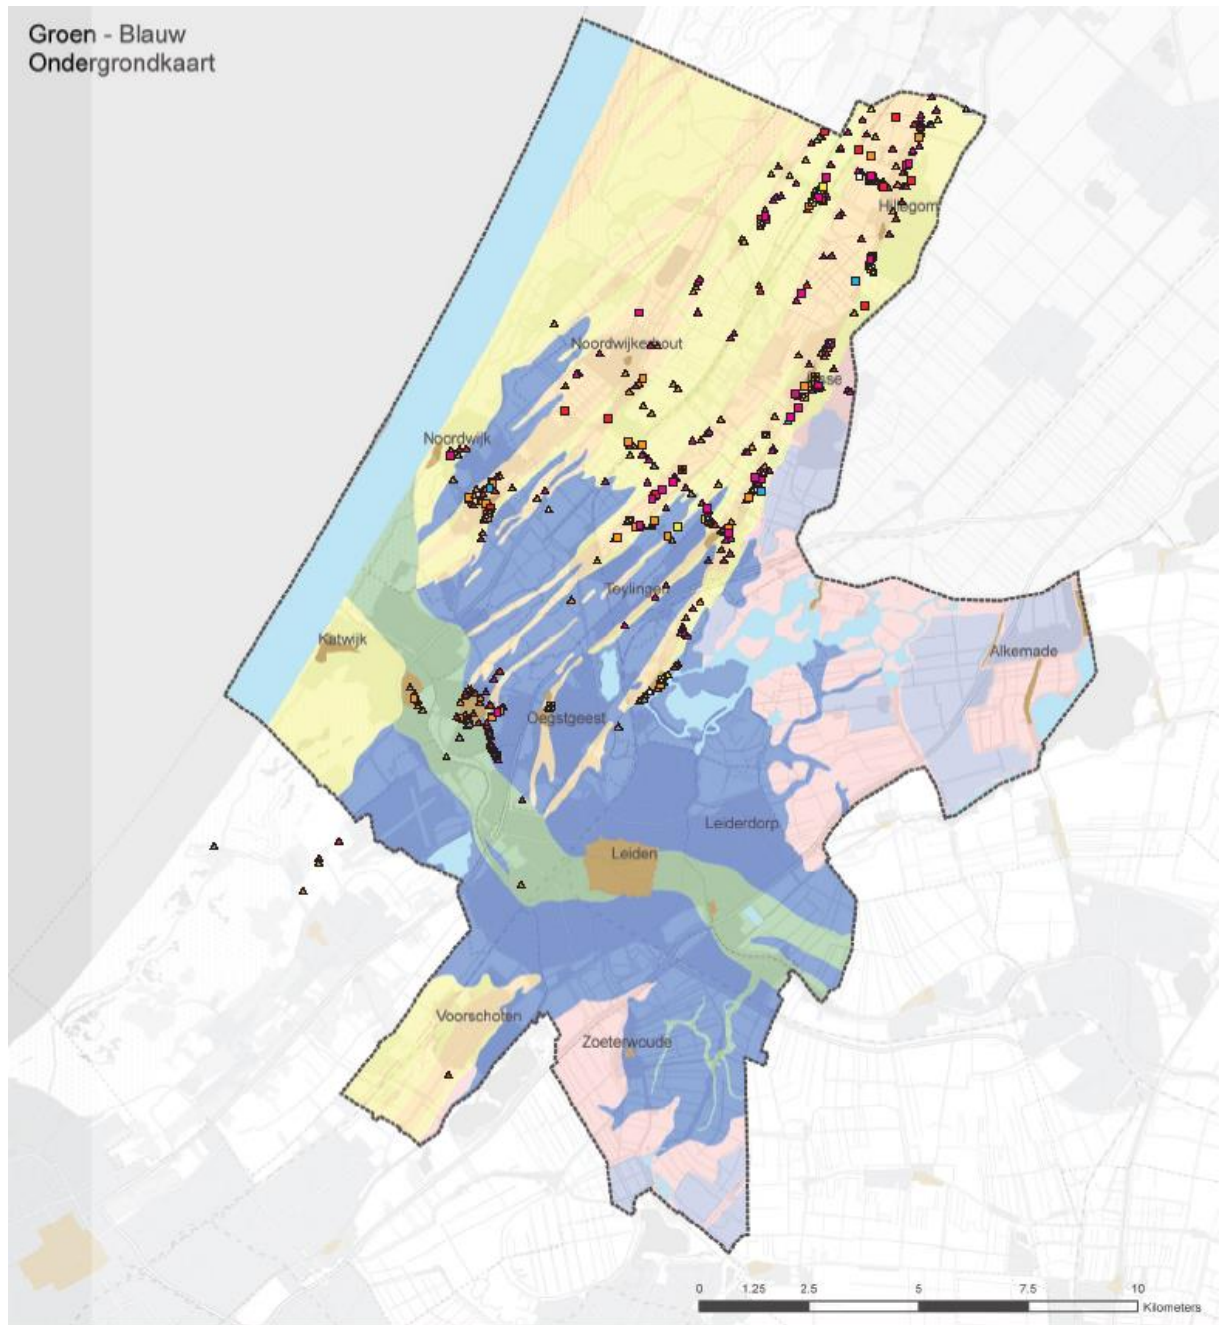 Groen - Blauw
Ondergrondkaart
Hillegom
Noordwijkerhout
Lisse
Noordwijk
Teylingen
Katwijk
Alkemade
Oegstgeest
Leiderdorp
Leiden
Voorschoten
Zoeterwoude
0 1.25 2.5 5 7.5 10
Kilometers